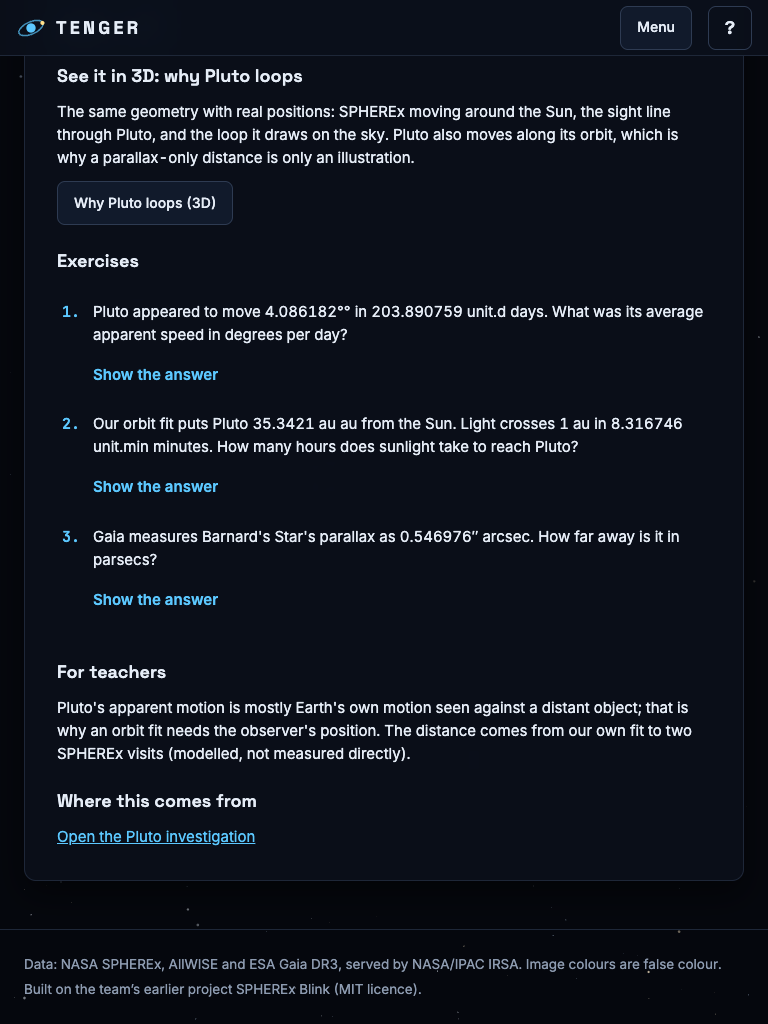 TENGER
Menu
?
See it in 3D: why Pluto loops
The same geometry with real positions: SPHEREx moving around the Sun, the sight line
through Pluto, and the loop it draws on the sky. Pluto also moves along its orbit, which is
why a parallax-only distance is only an illustration.
Why Pluto loops (3D)
Exercises
1. Pluto appeared to move 4.086182°° in 203.890759 unit.d days. What was its average
apparent speed in degrees per day?
Show the answer
2. Our orbit fit puts Pluto 35.3421 au au from the Sun. Light crosses 1 au in 8.316746
unit.min minutes. How many hours does sunlight take to reach Pluto?
Show the answer
3. Gaia measures Barnard's Star's parallax as 0.546976″ arcsec. How far away is it in
parsecs?
Show the answer
For teachers
Pluto's apparent motion is mostly Earth's own motion seen against a distant object; that is
why an orbit fit needs the observer's position. The distance comes from our own fit to two
SPHEREx visits (modelled, not measured directly).
Where this comes from
Open the Pluto investigation
Data: NASA SPHEREx, AllWISE and ESA Gaia DR3, served by NASA/IPAC IRSA. Image colours are false colour.
Built on the team’s earlier project SPHEREx Blink (MIT licence).